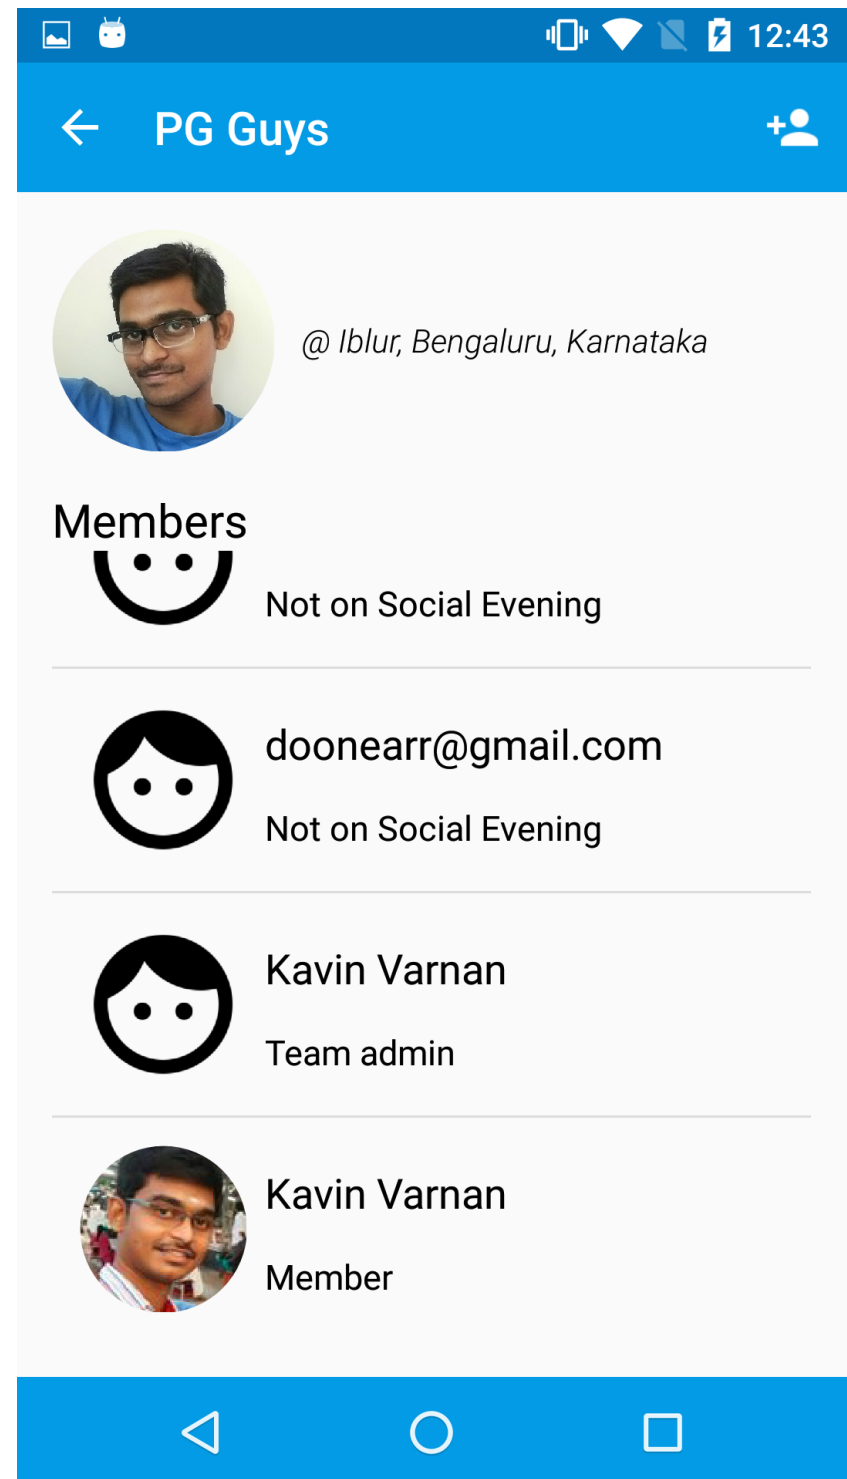 12:43
PG Guys
@ Iblur, Bengaluru, Karnataka
Members
Not on Social Evening
doonearr@gmail.com
Not on Social Evening
Kavin Varnan
Team admin
Kavin Varnan
Member